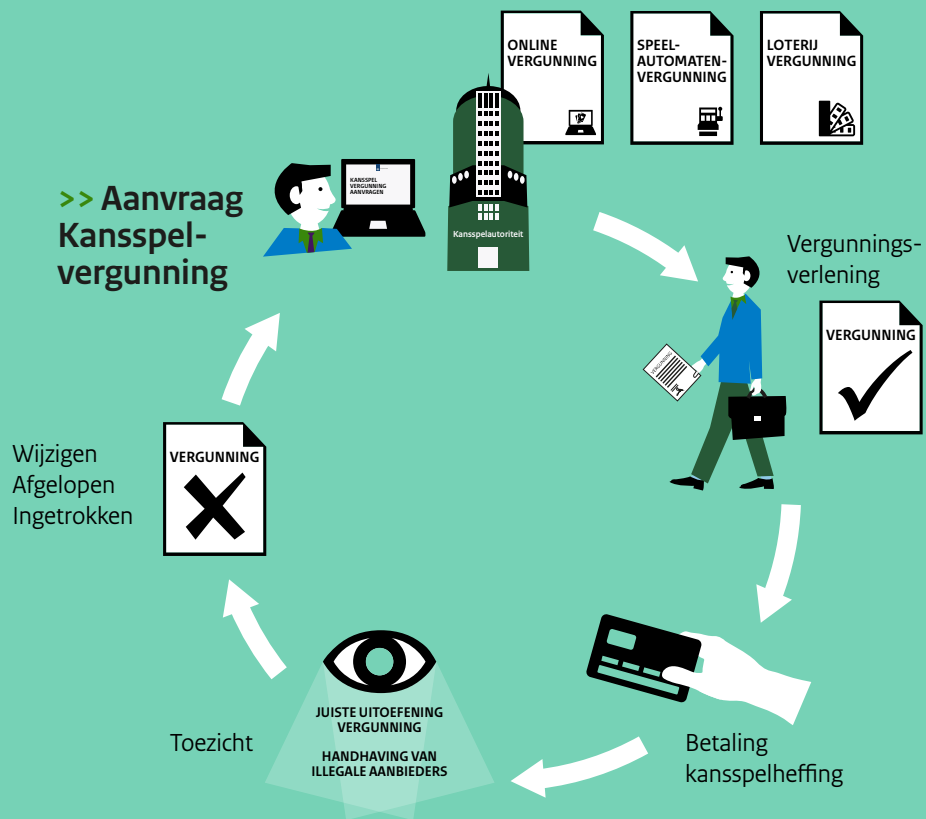 ONLINE
VERGUNNING
SPEEL-
AUTOMATEN-
VERGUNNING
LOTERIJ
VERGUNNING
>> Aanvraag
Kansspel-
vergunning
KANSSPEL
VERGUNNING
AANVRAGEN
Kansspelautoriteit
Vergunnings-
verlening
VERGUNNING
VERGUNNING
Betaling
kansspelheffing
JUISTE UITOEFENING
VERGUNNING
HANDHAVING VAN
ILLEGALE AANBIEDERS
Toezicht
Wijzigen
Afgelopen
Ingetrokken
VERGUNNING